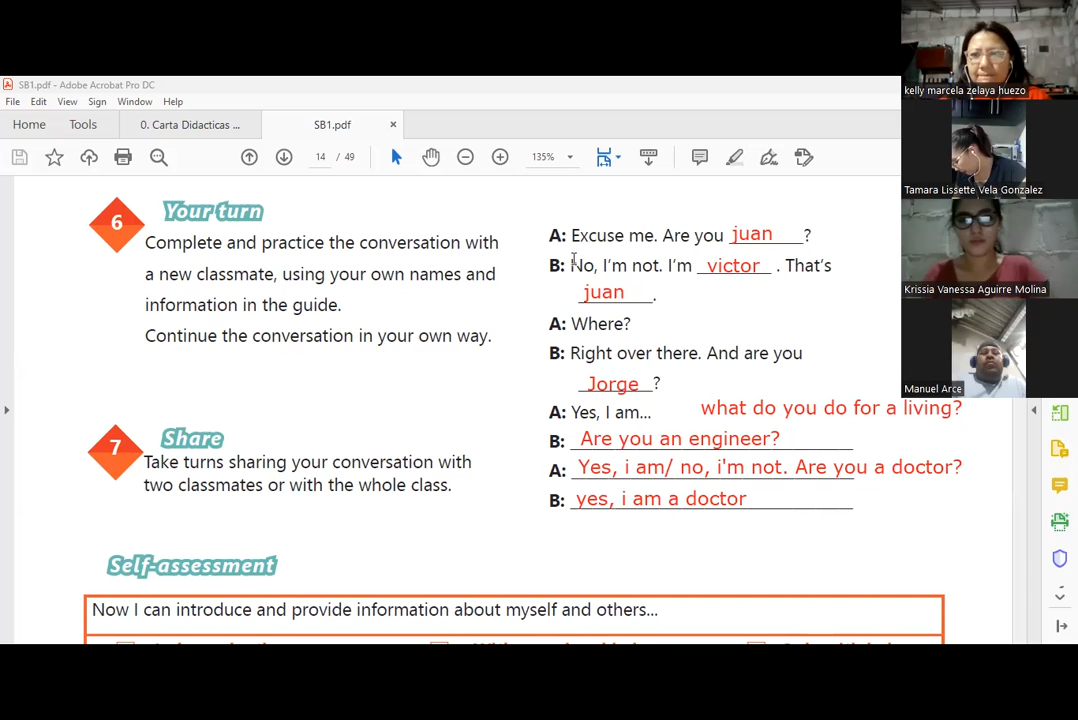 SB1.pdf - Adobe Acrobat Pro DC
File Edit View Sign Window Help
Home Tools 0. Carta Didacticas ... SB1.pdf ×
14 / 49 135%
6 Your turn
Complete and practice the conversation with
a new classmate, using your own names and
information in the guide.
Continue the conversation in your own way.
7 Share
Take turns sharing your conversation with
two classmates or with the whole class.
A: Excuse me. Are you juan ?
B: No, I'm not. I'm victor . That's
juan .
A: Where?
B: Right over there. And are you
Jorge ?
A: Yes, I am... what do you do for a living?
B: Are you an engineer?
A: Yes, i am/ no, i'm not. Are you a doctor?
B: yes, i am a doctor
Self-assessment
Now I can introduce and provide information about myself and others...
kelly marcela zelaya huezo
Tamara Lissette Vela Gonzalez
Krissia Vanessa Aguirre Molina
Manuel Arce